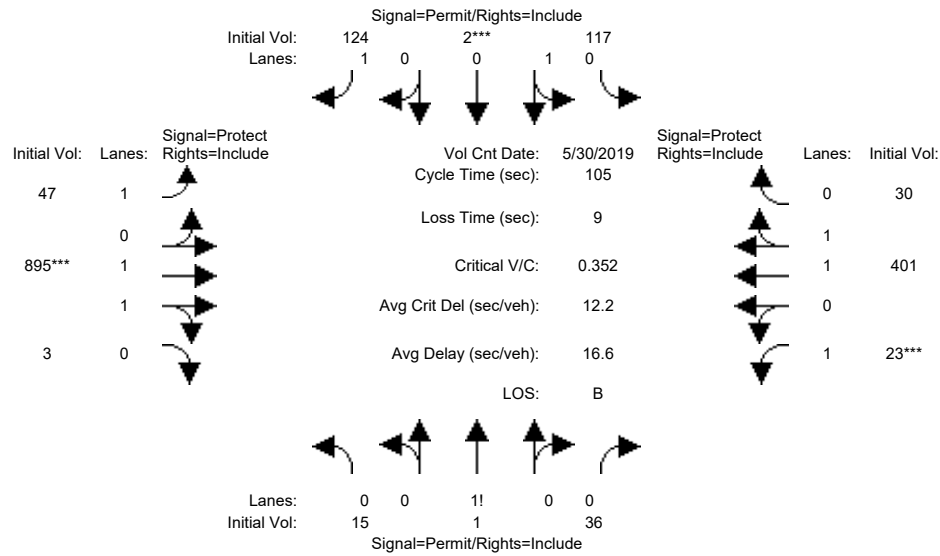 Signal=Permit/Rights=Include
Initial Vol: 124 2*** 117
Lanes: 1 0 0 1 0
Signal=Protect Signal=Protect
Initial Vol: Lanes: Rights=Include Vol Cnt Date: 5/30/2019 Rights=Include Lanes: Initial Vol:
Cycle Time (sec): 105
47 1 0 30
Loss Time (sec): 9
0 1
895*** 1 Critical V/C: 0.352 1 401
1 Avg Crit Del (sec/veh): 12.2 0
3 0 Avg Delay (sec/veh): 16.6 1 23***
LOS: B
Lanes: 0 0 1! 0 0
Initial Vol: 15 1 36
Signal=Permit/Rights=Include